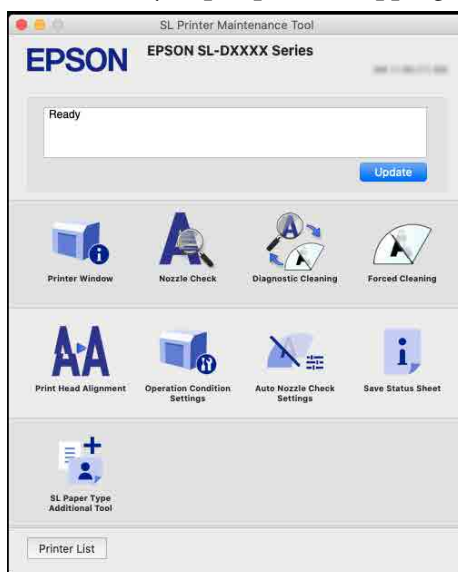 SL Printer Maintenance Tool
EPSON
EPSON SL-DXXXX Series
Ready
Update
Printer Window
Nozzle Check
Diagnostic Cleaning
Forced Cleaning
Print Head Alignment
Operation Condition
Settings
Auto Nozzle Check
Settings
Save Status Sheet
SL Paper Type
Additional Tool
Printer List